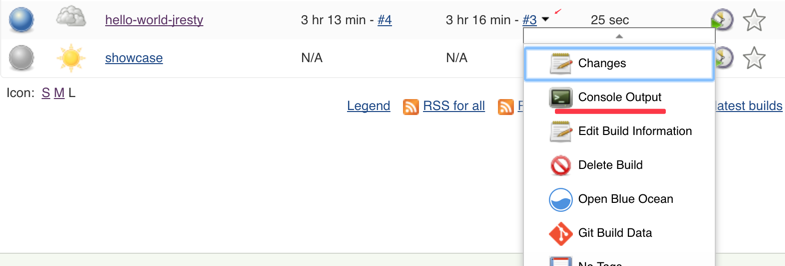 hello-world-jresty 3 hr 13 min - #4 3 hr 16 min - #3 25 sec
showcase N/A N/A
Changes
Icon: S M L
Console Output
Legend RSS for all atest builds
Edit Build Information
Delete Build
Open Blue Ocean
Git Build Data
No Tags